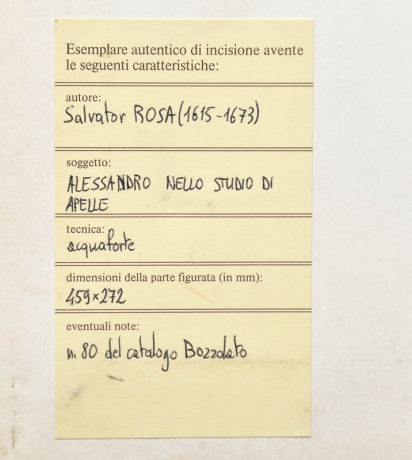 Esemplare autentico di incisione avente
le seguenti caratteristiche:
autore:
Salvator ROSA (1615-1673)
soggetto:
ALESSANDRO NELLO STUDIO DI
APELLE
tecnica:
acquaforte
dimensioni della parte figurata (in mm):
459×272
eventuali note:
n. 80 del catalogo Bozzolato